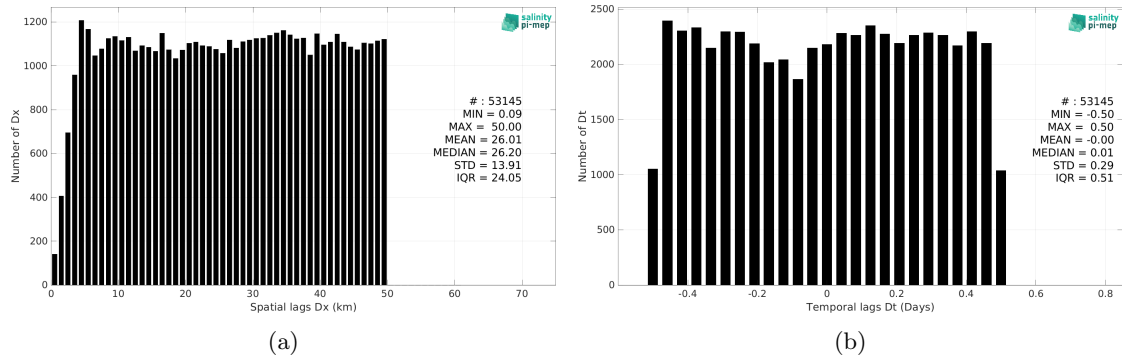 1200
1000
800
600
400
200
0
Number of Dx
salinity
pi-mep
# : 53145
MIN = 0.09
MAX = 50.00
MEAN = 26.01
MEDIAN = 26.20
STD = 13.91
IQR = 24.05
0 10 20 30 40 50 60 70
Spatial lags Dx (km)
(a)
2500
2000
1500
1000
500
0
Number of Dt
salinity
pi-mep
# : 53145
MIN = -0.50
MAX = 0.50
MEAN = -0.00
MEDIAN = 0.01
STD = 0.29
IQR = 0.51
-0.4 -0.2 0 0.2 0.4 0.6 0.8
Temporal lags Dt (Days)
(b)